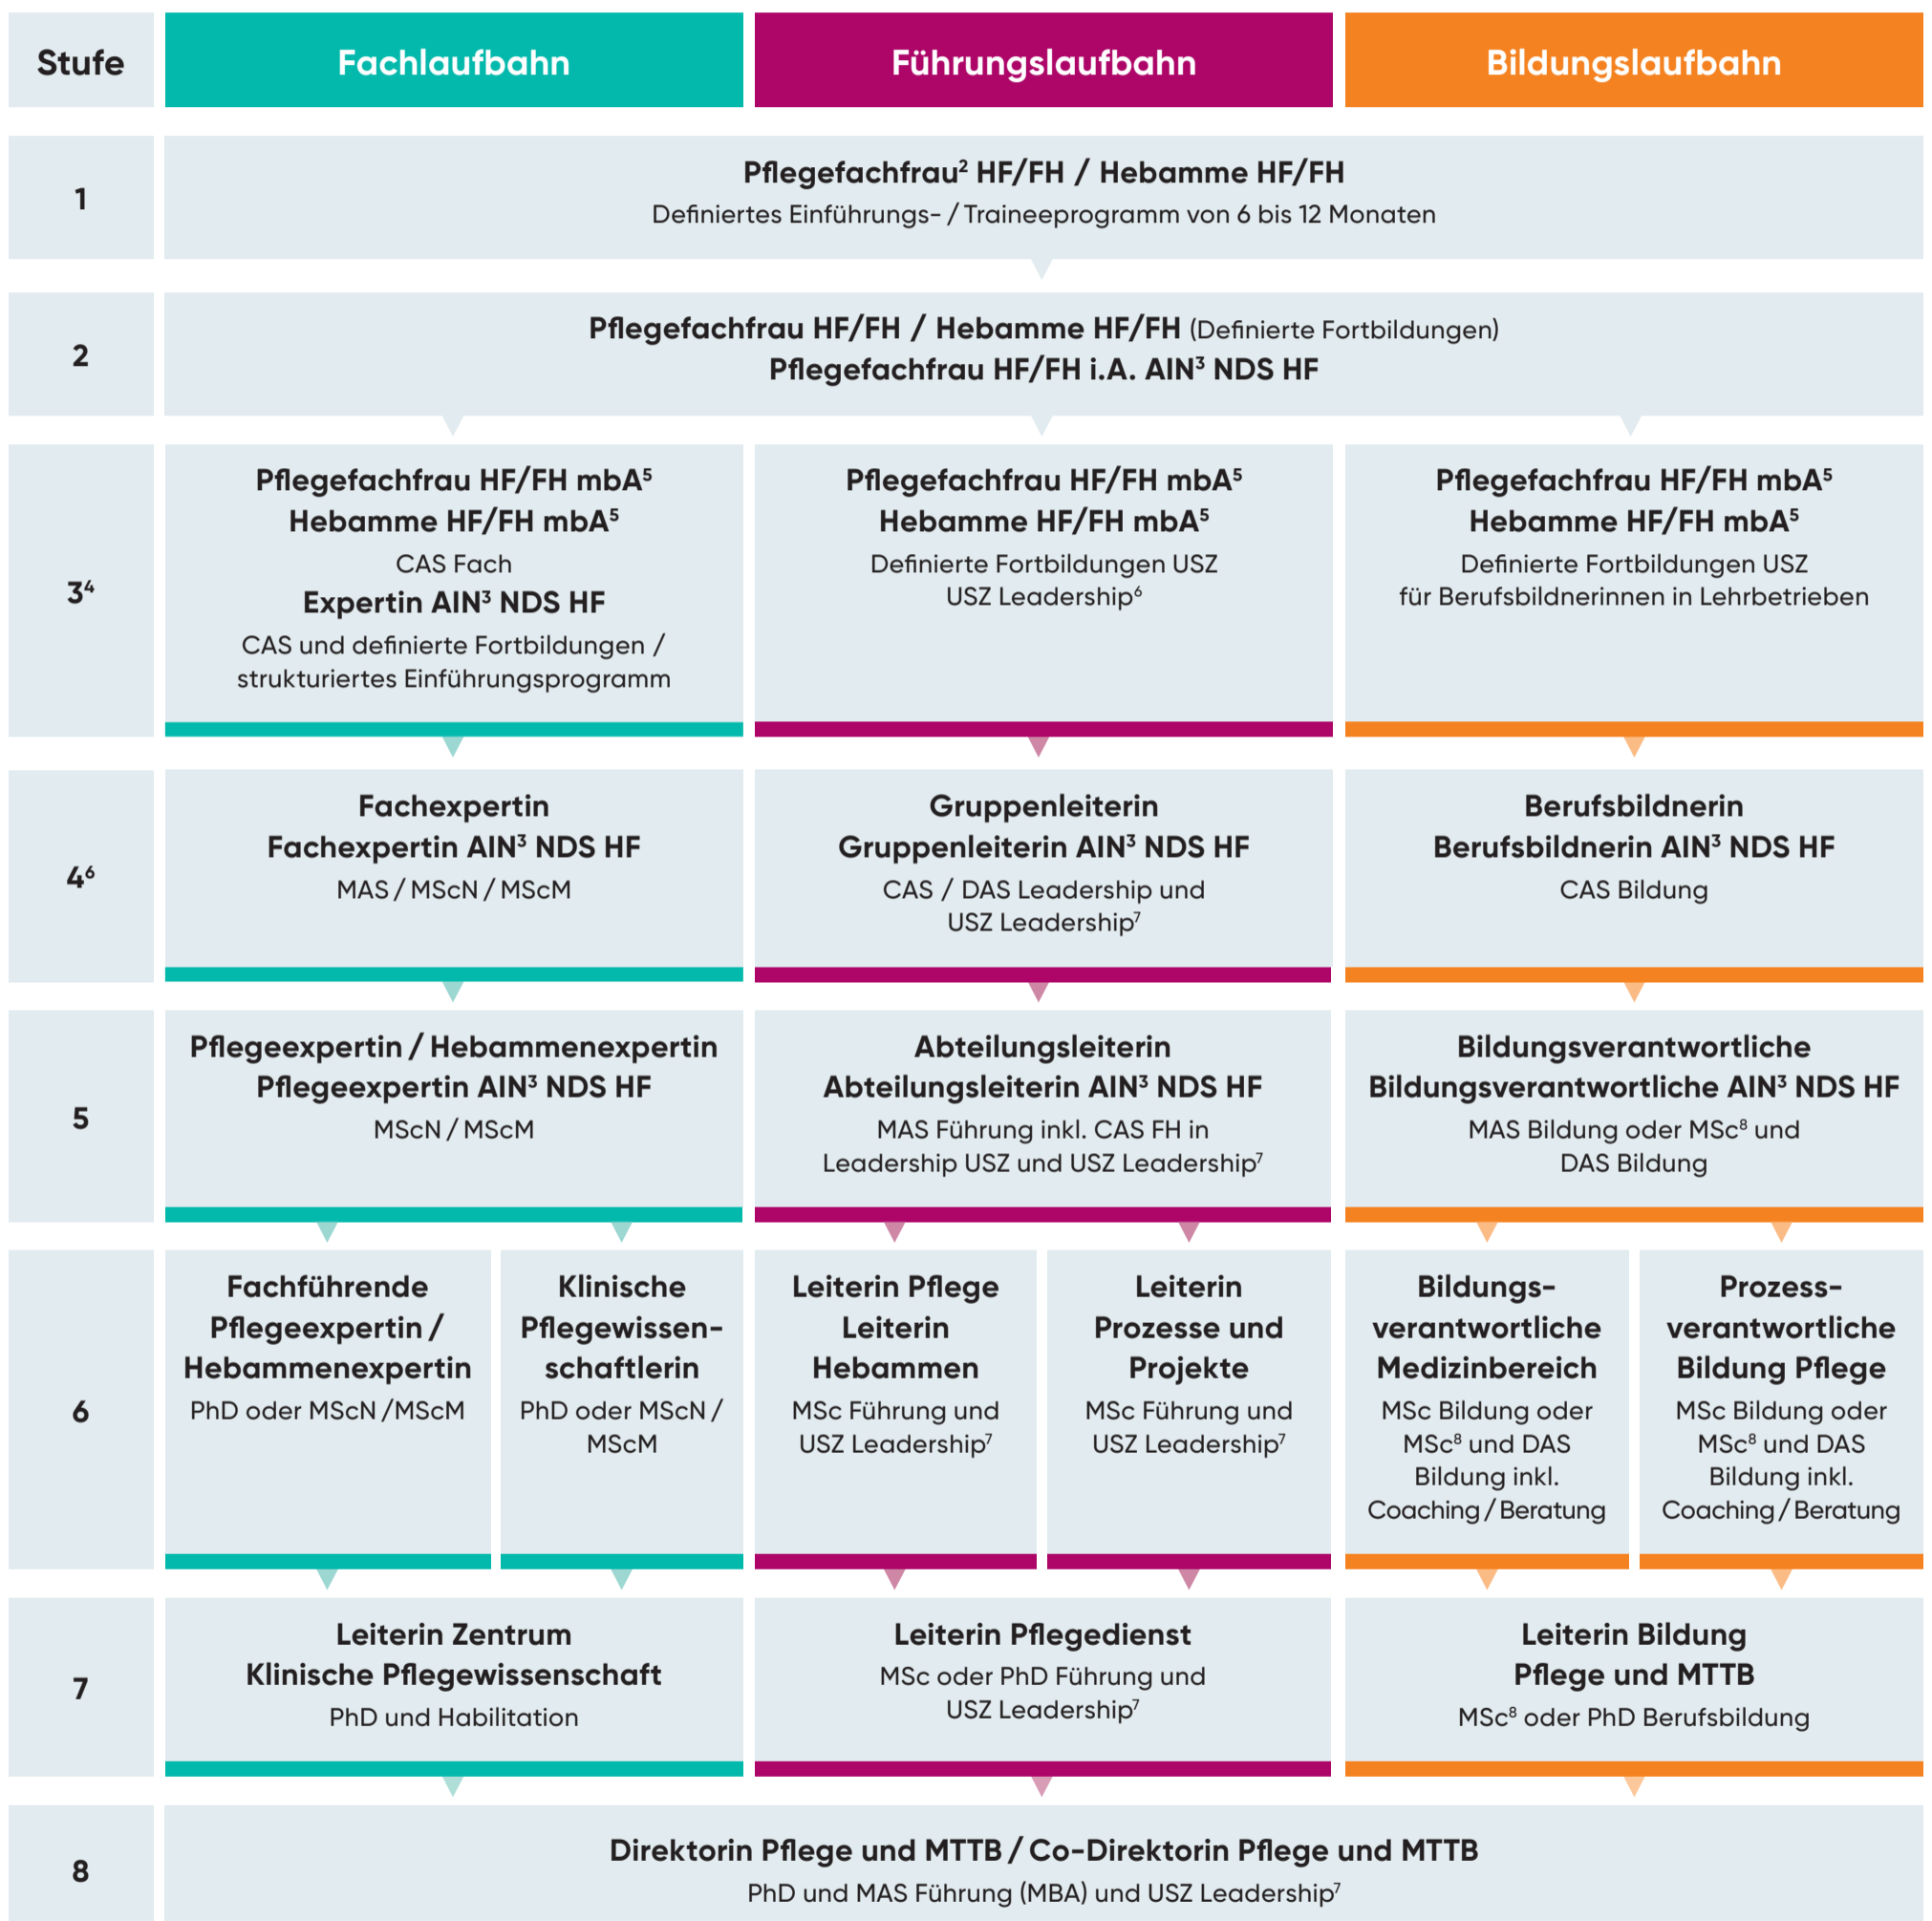 Stufe
Fachlaufbahn
Führungslaufbahn
Bildungslaufbahn
1
Pflegefachfrau² HF/FH / Hebamme HF/FH
Definiertes Einführungs- / Traineeprogramm von 6 bis 12 Monaten
2
Pflegefachfrau HF/FH / Hebamme HF/FH (Definierte Fortbildungen)
Pflegefachfrau HF/FH i.A. AIN³ NDS HF
3⁴
Pflegefachfrau HF/FH mbA⁵
Hebamme HF/FH mbA⁵
CAS Fach
Expertin AIN³ NDS HF
CAS und definierte Fortbildungen /
strukturiertes Einführungsprogramm
Pflegefachfrau HF/FH mbA⁵
Hebamme HF/FH mbA⁵
Definierte Fortbildungen USZ
USZ Leadership⁶
Pflegefachfrau HF/FH mbA⁵
Hebamme HF/FH mbA⁵
Definierte Fortbildungen USZ
für Berufsbildnerinnen in Lehrbetrieben
4⁶
Fachexpertin
Fachexpertin AIN³ NDS HF
MAS / MScN / MScM
Gruppenleiterin
Gruppenleiterin AIN³ NDS HF
CAS / DAS Leadership und
USZ Leadership⁷
Berufsbildnerin
Berufsbildnerin AIN³ NDS HF
CAS Bildung
5
Pflegeexpertin / Hebammenexpertin
Pflegeexpertin AIN³ NDS HF
MScN / MScM
Abteilungsleiterin
Abteilungsleiterin AIN³ NDS HF
MAS Führung inkl. CAS FH in
Leadership USZ und USZ Leadership⁷
Bildungsverantwortliche
Bildungsverantwortliche AIN³ NDS HF
MAS Bildung oder MSc⁸ und
DAS Bildung
6
Fachführende
Pflegeexpertin /
Hebammenexpertin
PhD oder MScN /MScM
Klinische
Pflegewissen-
schaftlerin
PhD oder MScN /
MScM
Leiterin Pflege
Leiterin
Hebammen
MSc Führung und
USZ Leadership⁷
Leiterin
Prozesse und
Projekte
MSc Führung und
USZ Leadership⁷
Bildungs-
verantwortliche
Medizinbereich
MSc Bildung oder
MSc⁸ und DAS
Bildung inkl.
Coaching / Beratung
Prozess-
verantwortliche
Bildung Pflege
MSc Bildung oder
MSc⁸ und DAS
Bildung inkl.
Coaching / Beratung
7
Leiterin Zentrum
Klinische Pflegewissenschaft
PhD und Habilitation
Leiterin Pflegedienst
MSc oder PhD Führung und
USZ Leadership⁷
Leiterin Bildung
Pflege und MTTB
MSc⁸ oder PhD Berufsbildung
8
Direktorin Pflege und MTTB / Co-Direktorin Pflege und MTTB
PhD und MAS Führung (MBA) und USZ Leadership⁷